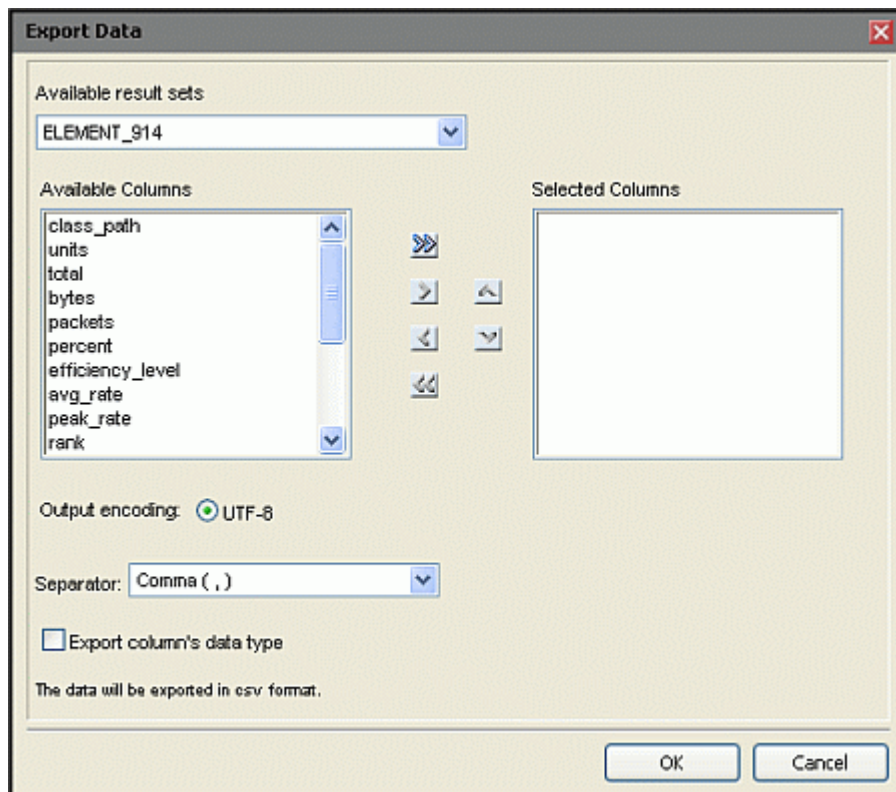 Export Data
Available result sets
ELEMENT_914
Available Columns
Selected Columns
class_path
units
total
bytes
packets
percent
efficiency_level
avg_rate
peak_rate
rank
Output encoding: UTF-8
Separator: Comma ( , )
Export column's data type
The data will be exported in csv format.
OK
Cancel